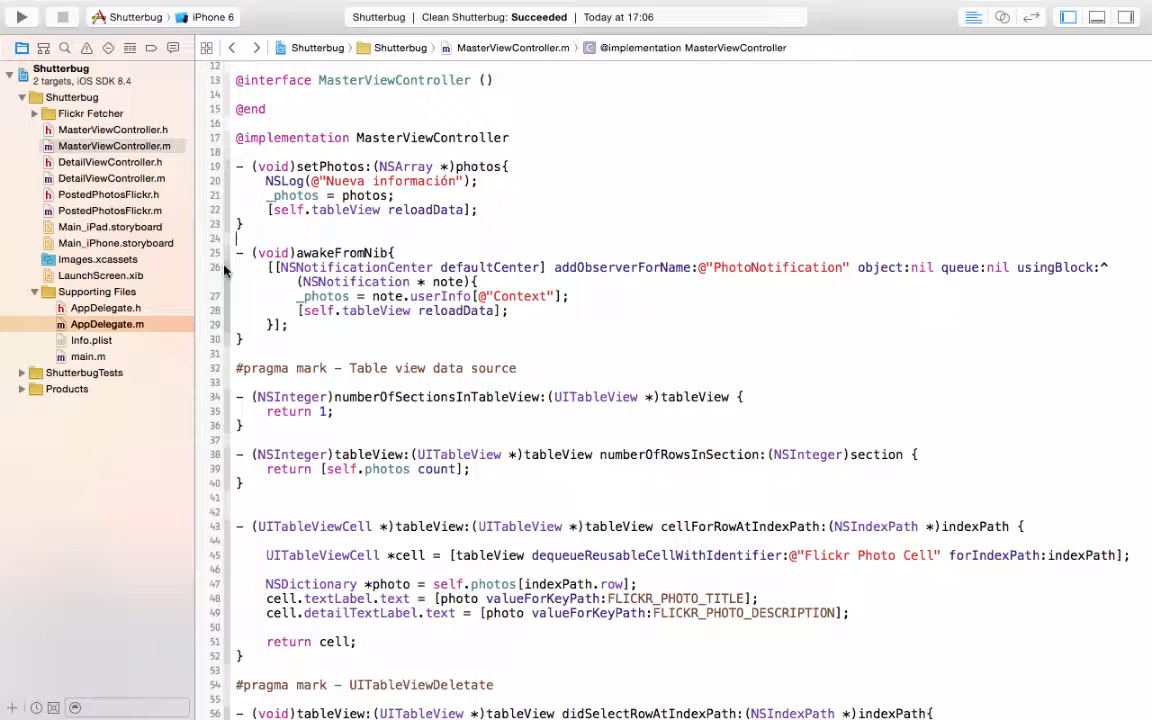 Shutterbug iPhone 6
Shutterbug | Clean Shutterbug: Succeeded | Today at 17:06
Shutterbug Shutterbug MasterViewController.m @implementation MasterViewController
Shutterbug
2 targets, iOS SDK 8.4
Shutterbug
Flickr Fetcher
MasterViewController.h
MasterViewController.m
DetailViewController.h
DetailViewController.m
PostedPhotosFlickr.h
PostedPhotosFlickr.m
Main_iPad.storyboard
Main_iPhone.storyboard
Images.xcassets
LaunchScreen.xib
Supporting Files
AppDelegate.h
AppDelegate.m
Info.plist
main.m
ShutterbugTests
Products
12
13 @interface MasterViewController ()
14
15 @end
16
17 @implementation MasterViewController
18
19 - (void)setPhotos:(NSArray *)photos{
20 NSLog(@"Nueva información");
21 _photos = photos;
22 [self.tableView reloadData];
23 }
24
25 - (void)awakeFromNib{
26 [[NSNotificationCenter defaultCenter] addObserverForName:@"PhotoNotification" object:nil queue:nil usingBlock:^
(NSNotification * note){
27 _photos = note.userInfo[@"Context"];
28 [self.tableView reloadData];
29 }];
30 }
31
32 #pragma mark - Table view data source
33
34 - (NSInteger)numberOfSectionsInTableView:(UITableView *)tableView {
35 return 1;
36 }
37
38 - (NSInteger)tableView:(UITableView *)tableView numberOfRowsInSection:(NSInteger)section {
39 return [self.photos count];
40 }
41
42
43 - (UITableViewCell *)tableView:(UITableView *)tableView cellForRowAtIndexPath:(NSIndexPath *)indexPath {
44
45 UITableViewCell *cell = [tableView dequeueReusableCellWithIdentifier:@"Flickr Photo Cell" forIndexPath:indexPath];
46
47 NSDictionary *photo = self.photos[indexPath.row];
48 cell.textLabel.text = [photo valueForKeyPath:FLICKR_PHOTO_TITLE];
49 cell.detailTextLabel.text = [photo valueForKeyPath:FLICKR_PHOTO_DESCRIPTION];
50
51 return cell;
52 }
53
54 #pragma mark - UITableViewDeletate
55
56 - (void)tableView:(UITableView *)tableView didSelectRowAtIndexPath:(NSIndexPath *)indexPath{